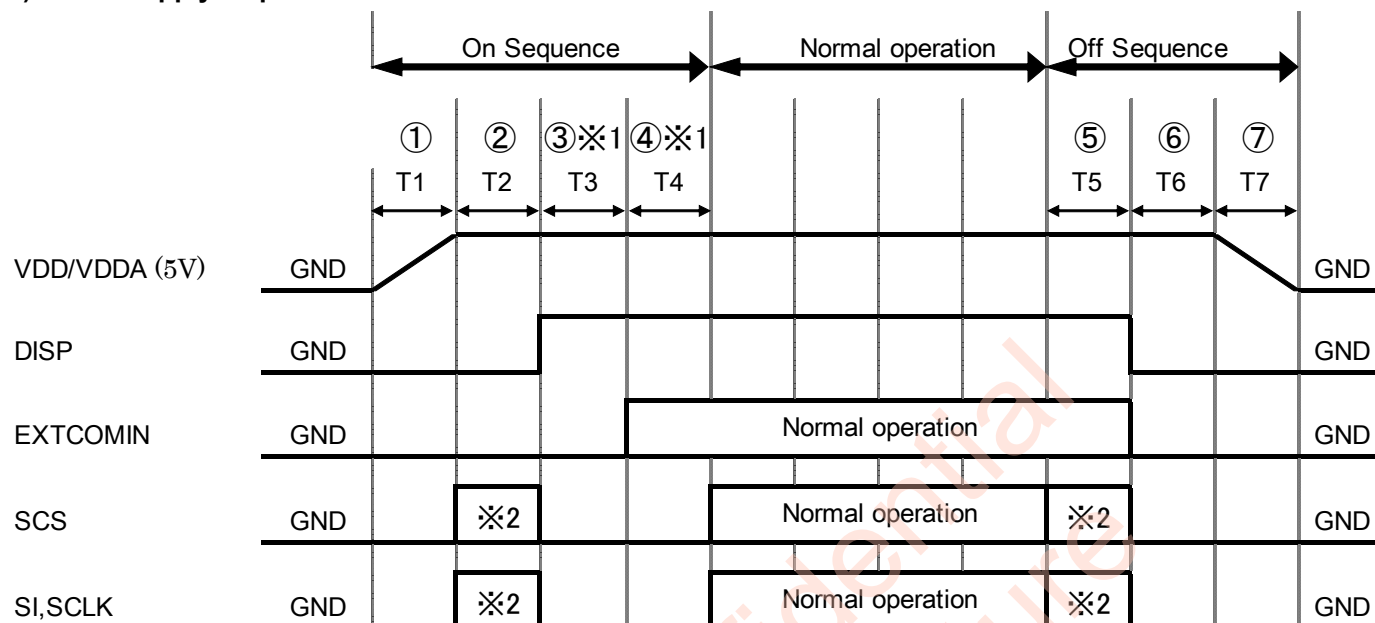 On Sequence Normal operation Off Sequence
① ② ③※1 ④※1 ⑤ ⑥ ⑦
T1 T2 T3 T4 T5 T6 T7
VDD/VDDA (5V) GND GND
DISP GND GND
EXTCOMIN GND Normal operation GND
SCS GND ※2 Normal operation ※2 GND
SI,SCLK GND ※2 Normal operation ※2 GND